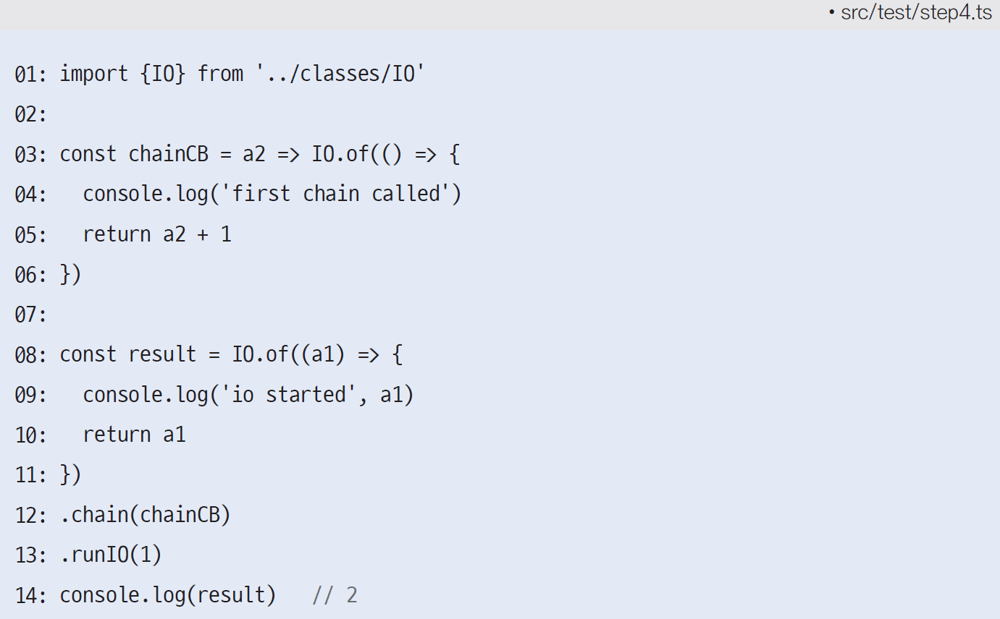 • src/test/step4.ts
01: import {IO} from '../classes/IO'
02:
03: const chainCB = a2 => IO.of(() => {
04:   console.log('first chain called')
05:   return a2 + 1
06: })
07:
08: const result = IO.of((a1) => {
09:   console.log('io started', a1)
10:   return a1
11: })
12: .chain(chainCB)
13: .runIO(1)
14: console.log(result)   // 2